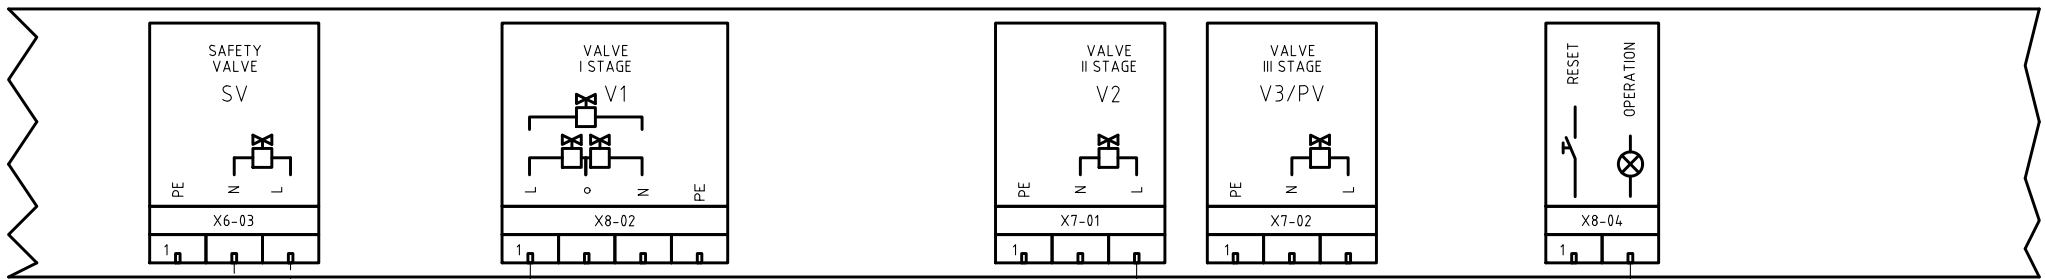 SAFETY
VALVE
SV
PE
N
L
X6-03
1
VALVE
I STAGE
V1
L
o
N
PE
X8-02
1
VALVE
II STAGE
V2
PE
N
L
X7-01
1
VALVE
III STAGE
V3/PV
PE
N
L
X7-02
1
RESET
OPERATION
X8-04
1